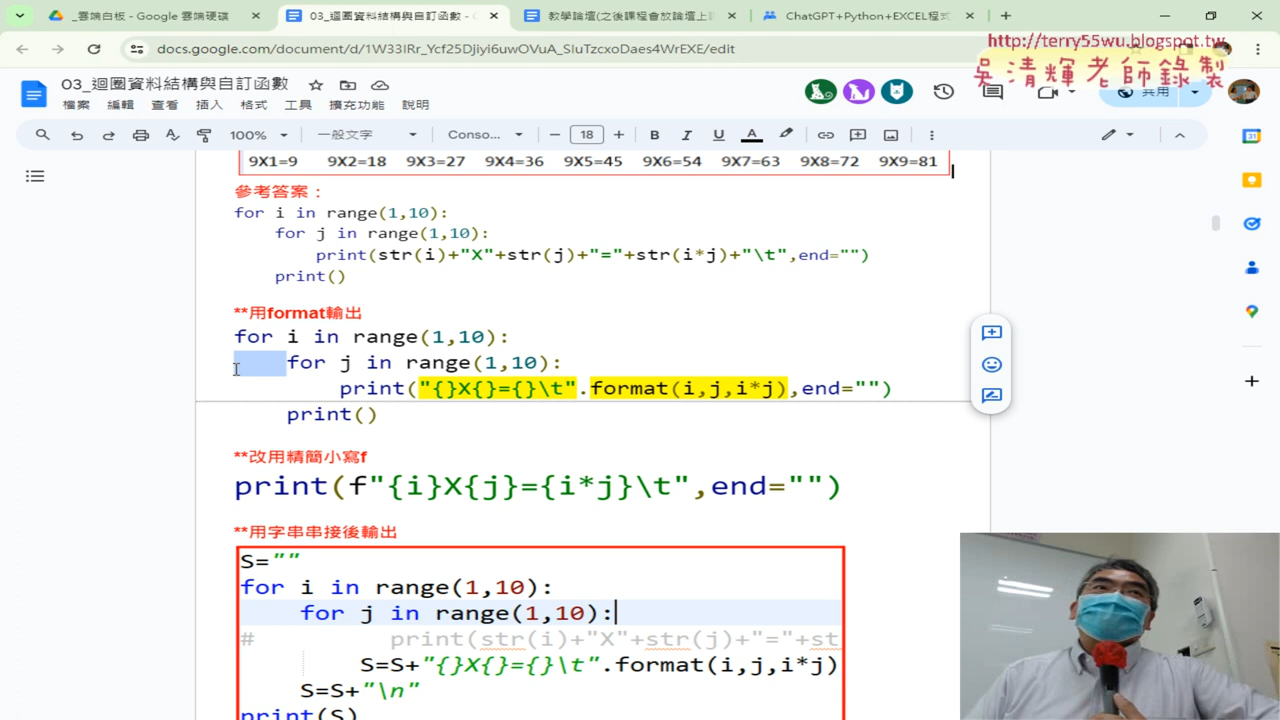 _雲端白板 - Google 雲端硬碟
03_迴圈資料結構與自訂函數 - G
教學論壇(之後課程會放論壇上課
ChatGPT+Python+EXCEL程式
docs.google.com/document/d/1W33IRr_Ycf25DJiyi6uwOVuA_SIuTzcxoDaes4WrEXE/edit
http://terry55wu.blogspot.tw
吳清輝老師錄製
03_迴圈資料結構與自訂函數
檔案 編輯 查看 插入 格式 工具 擴充功能 說明
共用
100% 一般文字 Conso... 18 B I U A
9X1=9 9X2=18 9X3=27 9X4=36 9X5=45 9X6=54 9X7=63 9X8=72 9X9=81
參考答案：
for i in range(1,10):
    for j in range(1,10):
        print(str(i)+"X"+str(j)+"="+str(i*j)+"\t",end="")
    print()
**用format輸出
for i in range(1,10):
    for j in range(1,10):
        print("{}X{}={}\t".format(i,j,i*j),end="")
    print()
**改用精簡小寫f
print(f"{i}X{j}={i*j}\t",end="")
**用字串串接後輸出
S=""
for i in range(1,10):
    for j in range(1,10):
#         print(str(i)+"X"+str(j)+"="+st
        S=S+"{}X{}={}\t".format(i,j,i*j)
    S=S+"\n"
print(S)